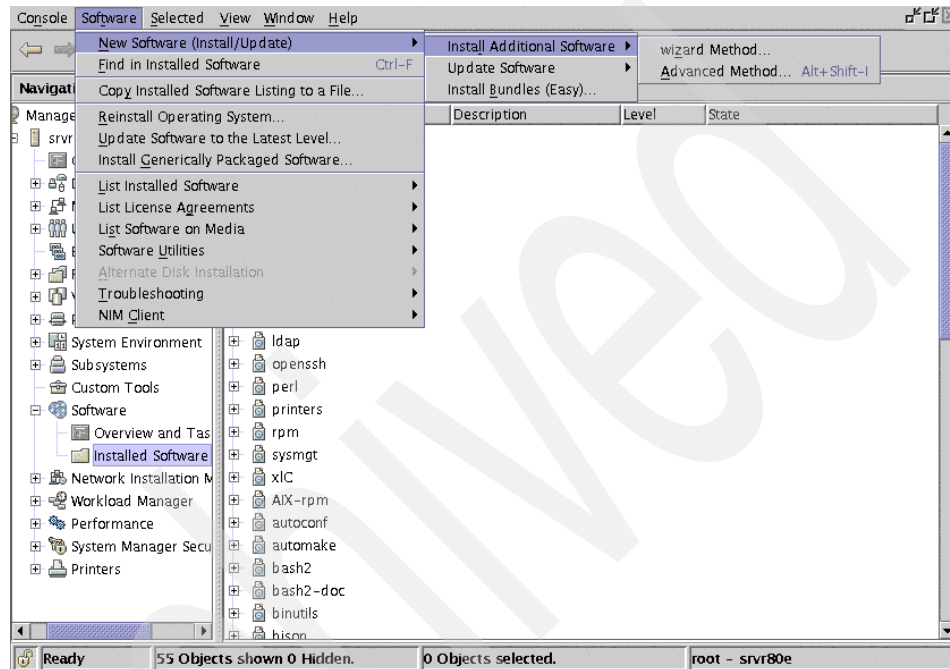 Console Software Selected View Window Help
New Software (Install/Update)
Find in Installed Software Ctrl-F
Copy Installed Software Listing to a File...
Reinstall Operating System...
Update Software to the Latest Level...
Install Generically Packaged Software...
List Installed Software
List License Agreements
List Software on Media
Software Utilities
Alternate Disk Installation
Troubleshooting
NIM Client
Install Additional Software
Update Software
Install Bundles (Easy)...
wizard Method...
Advanced Method... Alt+Shift-I
Navigati
Description Level State
Manage
srvr
System Environment
Subsystems
Custom Tools
Software
Overview and Tas
Installed Software
Network Installation M
Workload Manager
Performance
System Manager Secu
Printers
ldap
openssh
perl
printers
rpm
sysmgt
xlC
AIX-rpm
autoconf
automake
bash2
bash2-doc
binutils
bison
Ready 55 Objects shown 0 Hidden. 0 Objects selected. root - srvr80e